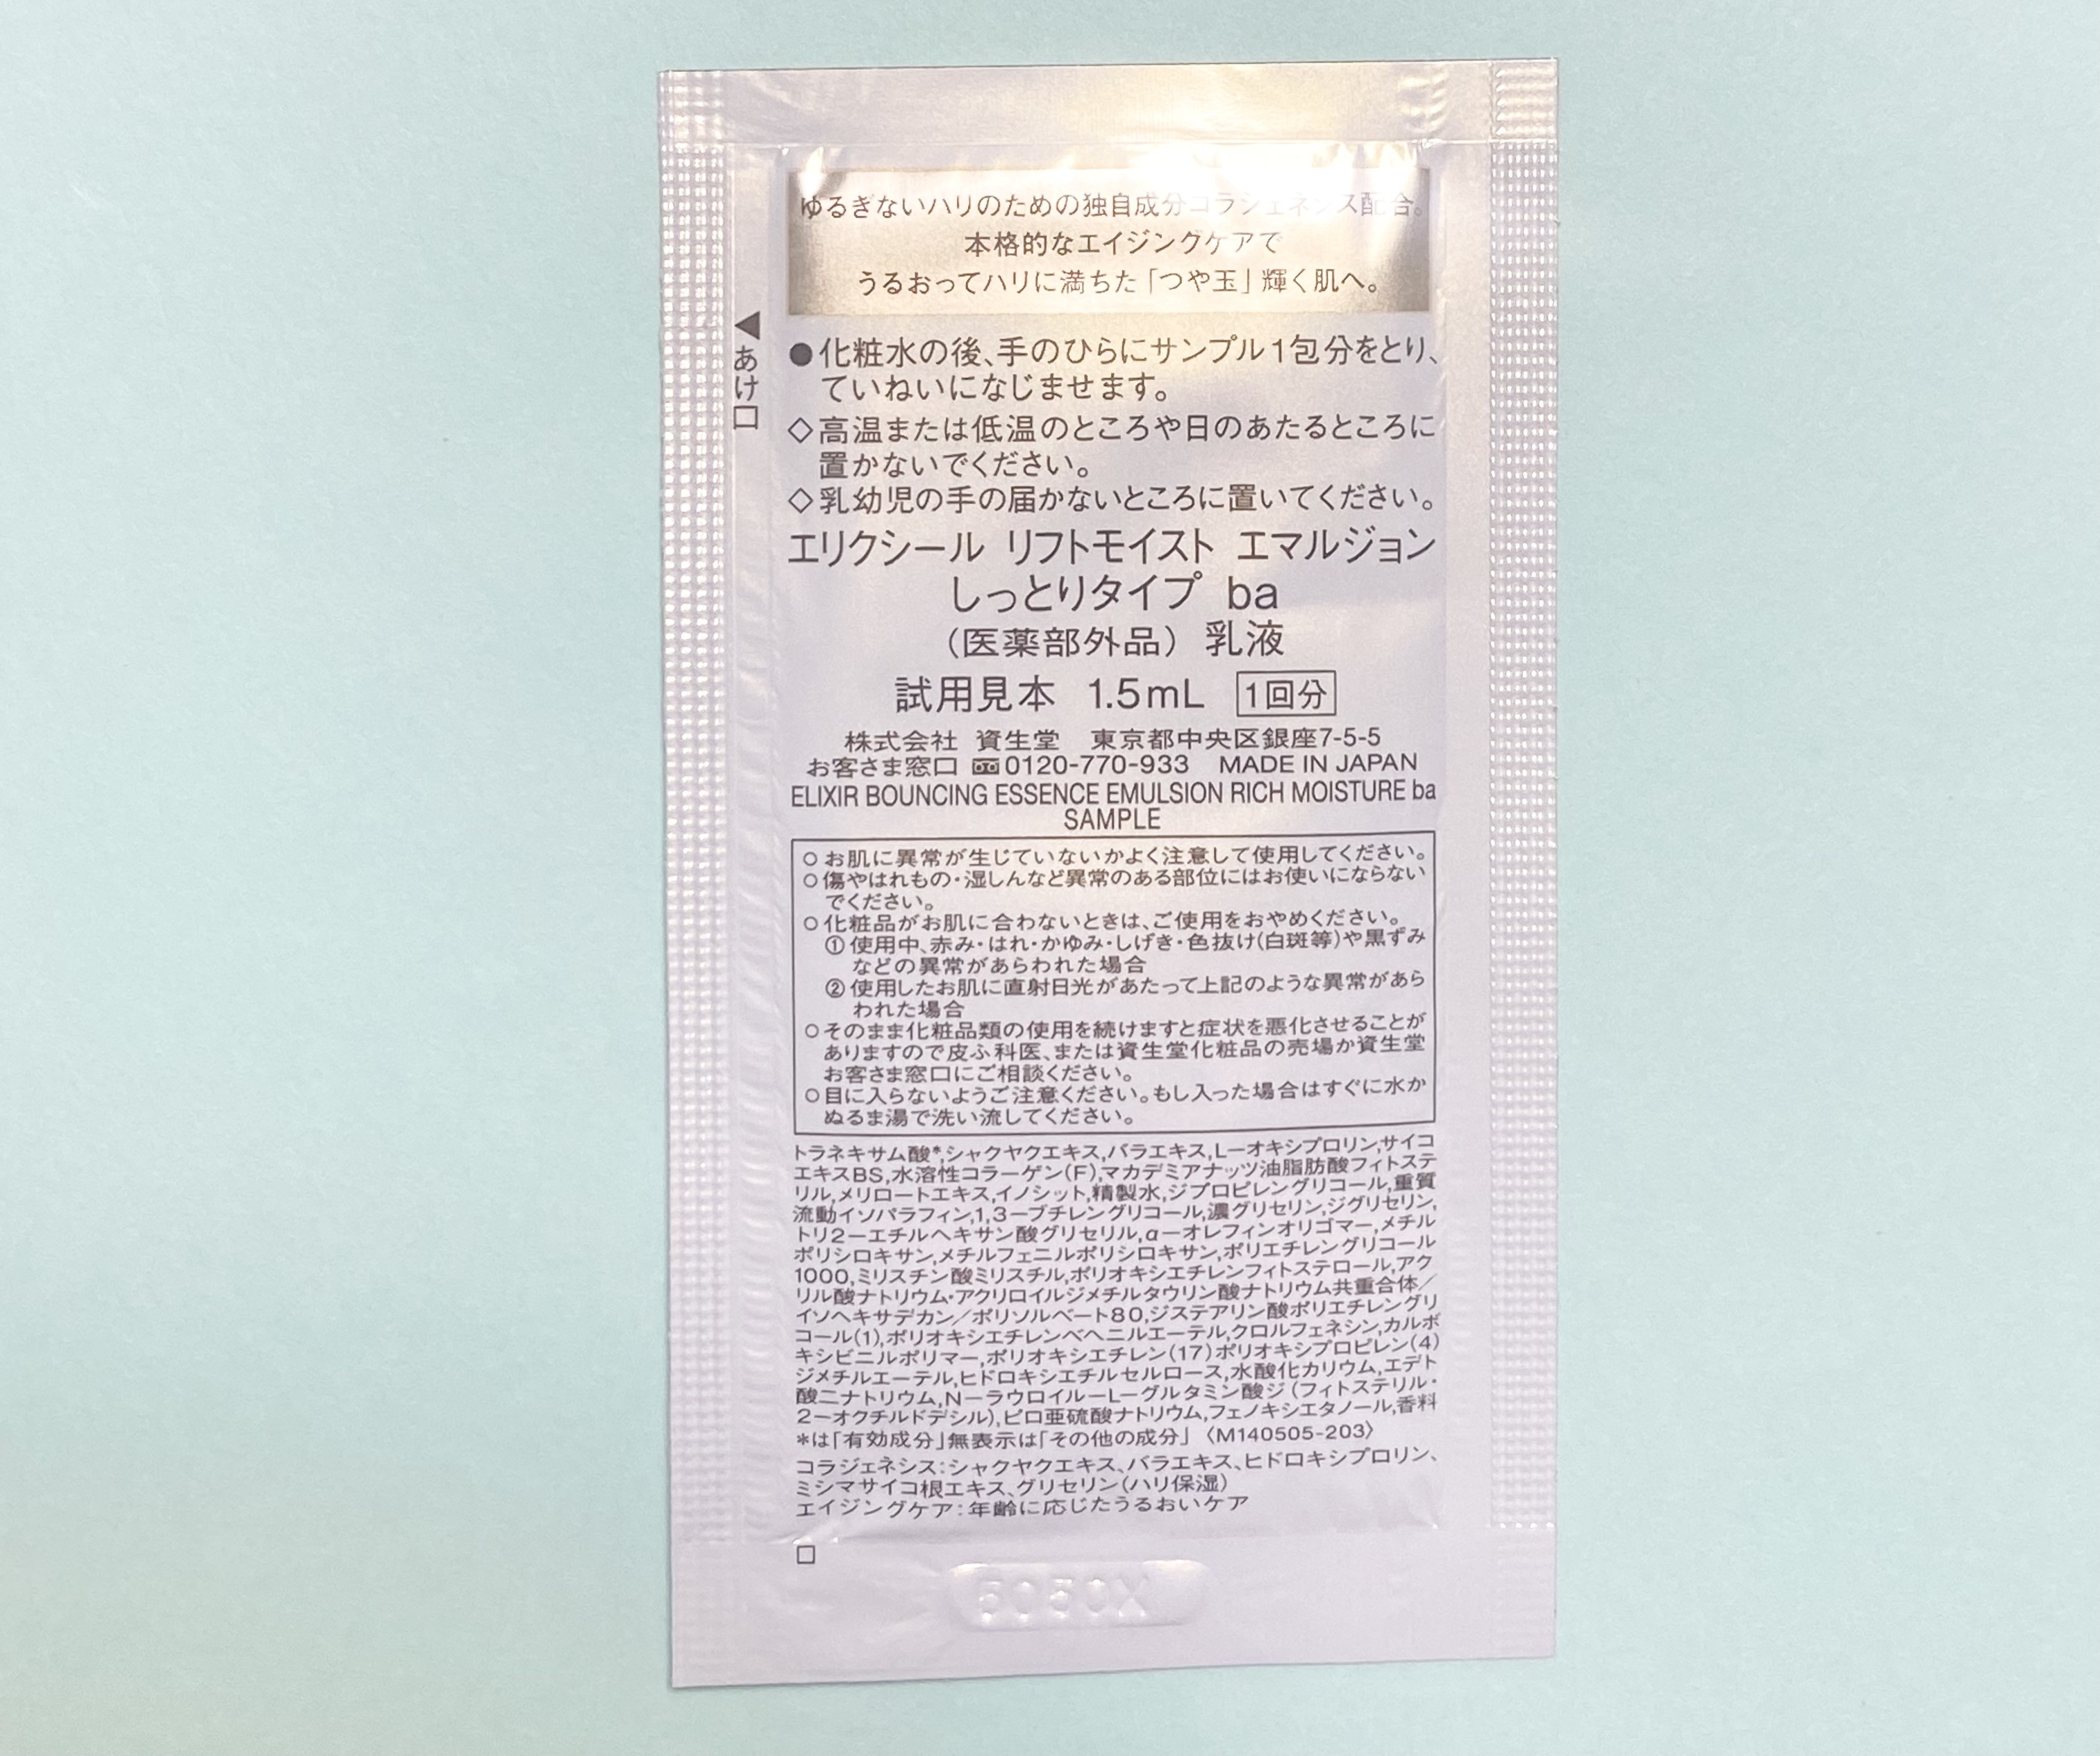 ゆるぎないハリのための独自成分コラジェネシス配合。
本格的なエイジングケアで
うるおってハリに満ちた「つや玉」輝く肌へ。
◀あけ口
●化粧水の後、手のひらにサンプル1包分をとり、
ていねいになじませます。
◇高温または低温のところや日のあたるところに
置かないでください。
◇乳幼児の手の届かないところに置いてください。
エリクシール リフトモイスト エマルジョン
しっとりタイプ ba
(医薬部外品) 乳液
試用見本 1.5mL 1回分
株式会社 資生堂 東京都中央区銀座7-5-5
お客さま窓口 0120-770-933 MADE IN JAPAN
ELIXIR BOUNCING ESSENCE EMULSION RICH MOISTURE ba
SAMPLE
○お肌に異常が生じていないかよく注意して使用してください。
○傷やはれもの・湿しんなど異常のある部位にはお使いにならない
でください。
○化粧品がお肌に合わないときは、ご使用をおやめください。
①使用中、赤み・はれ・かゆみ・しげき・色抜け(白斑等)や黒ずみ
などの異常があらわれた場合
②使用したお肌に直射日光があたって上記のような異常があら
われた場合
○そのまま化粧品類の使用を続けますと症状を悪化させることが
ありますので皮ふ科医、または資生堂化粧品の売場か資生堂
お客さま窓口にご相談ください。
○目に入らないようご注意ください。もし入った場合はすぐに水か
ぬるま湯で洗い流してください。
トラネキサム酸*,シャクヤクエキス,バラエキス,L-オキシプロリン,サイコ
エキスBS,水溶性コラーゲン(F),マカデミアナッツ油脂肪酸フィトステ
リル,メリロートエキス,イノシット,精製水,ジプロピレングリコール,重質
流動イソパラフィン,1,3-ブチレングリコール,濃グリセリン,ジグリセリン,
トリ2-エチルヘキサン酸グリセリル,α-オレフィンオリゴマー,メチル
ポリシロキサン,メチルフェニルポリシロキサン,ポリエチレングリコール
1000,ミリスチン酸ミリスチル,ポリオキシエチレンフィトステロール,アク
リル酸ナトリウム・アクリロイルジメチルタウリン酸ナトリウム共重合体/
イソヘキサデカン/ポリソルベート80,ジステアリン酸ポリエチレングリ
コール(1),ポリオキシエチレンベヘニルエーテル,クロルフェネシン,カルボ
キシビニルポリマー,ポリオキシエチレン(17)ポリオキシプロピレン(4)
ジメチルエーテル,ヒドロキシエチルセルロース,水酸化カリウム,エデト
酸二ナトリウム,N-ラウロイル-L-グルタミン酸ジ(フィトステリル・
2-オクチルドデシル),ピロ亜硫酸ナトリウム,フェノキシエタノール,香料
*は「有効成分」無表示は「その他の成分」〈M140505-203〉
コラジェネシス:シャクヤクエキス、バラエキス、ヒドロキシプロリン、
ミシマサイコ根エキス、グリセリン(ハリ保湿)
エイジングケア:年齢に応じたうるおいケア
5050X